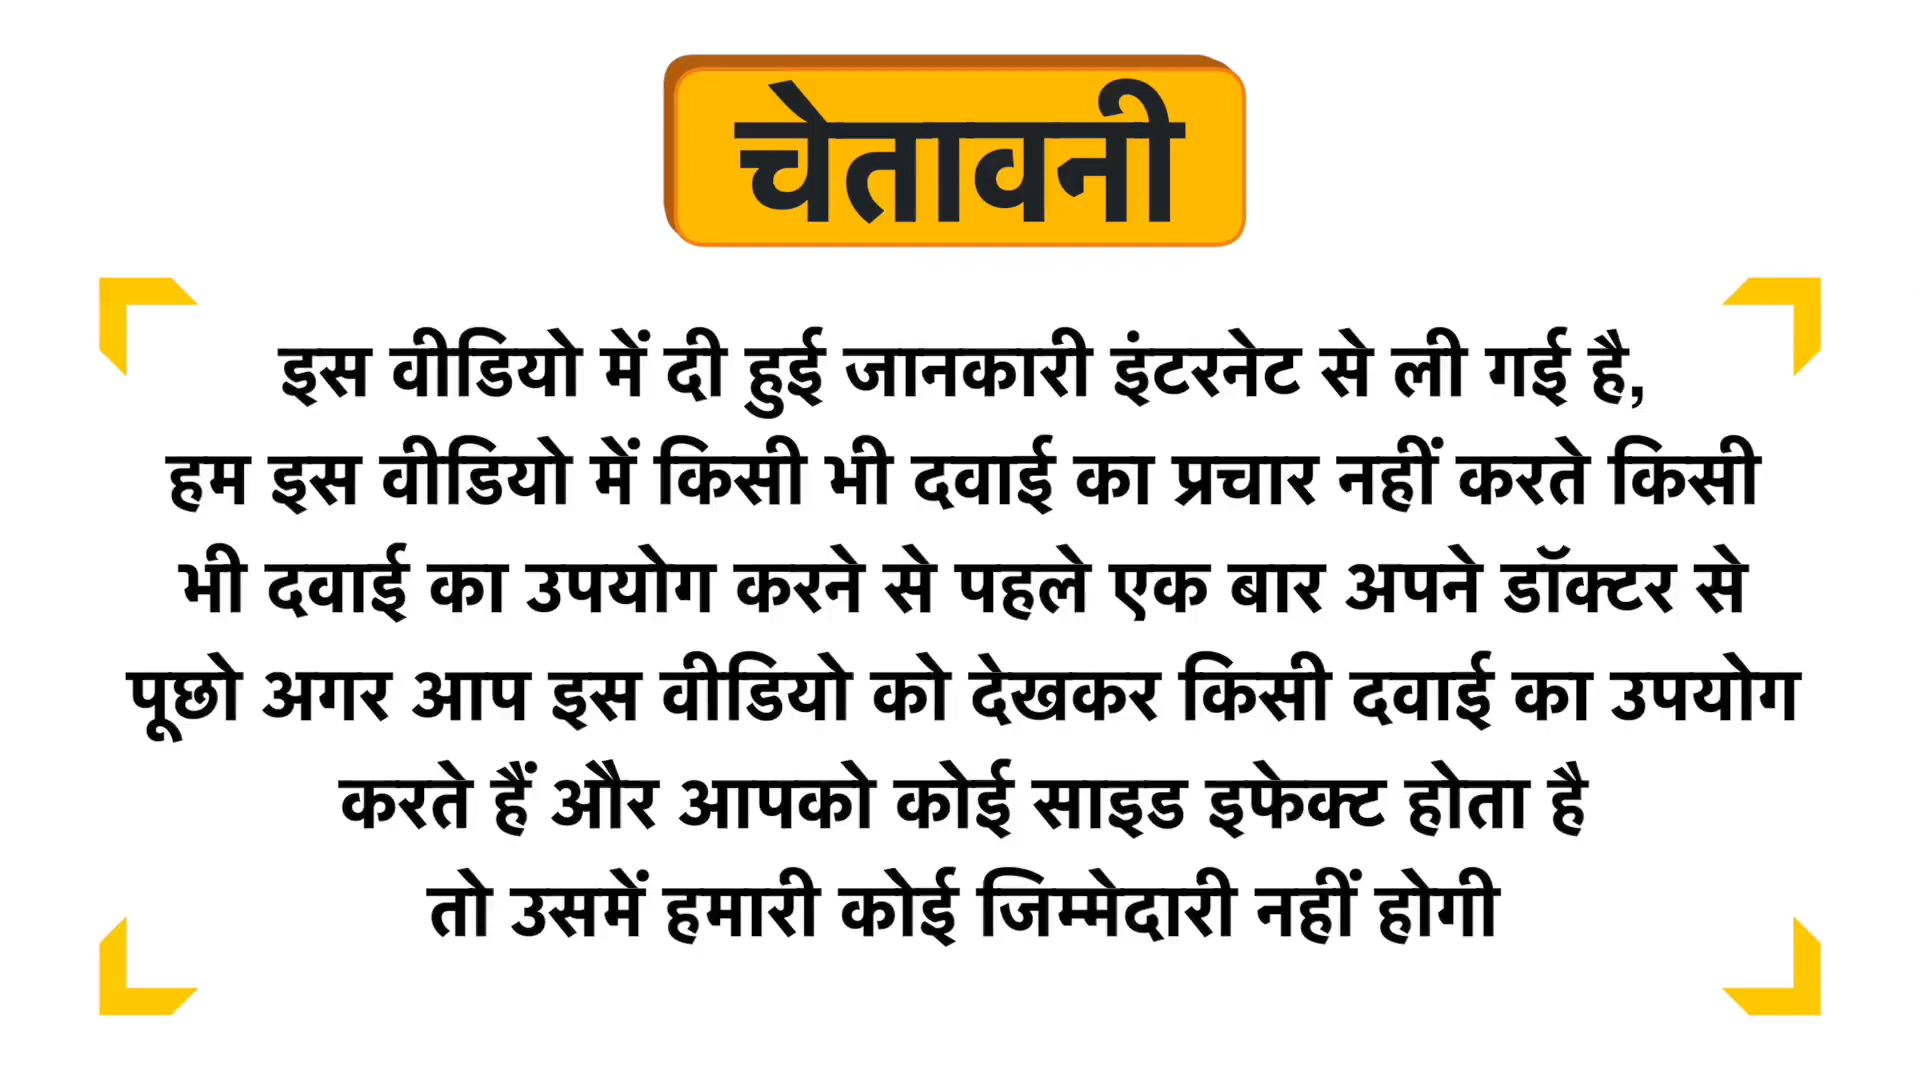 चेतावनी
इस वीडियो में दी हुई जानकारी इंटरनेट से ली गई है,
हम इस वीडियो में किसी भी दवाई का प्रचार नहीं करते किसी
भी दवाई का उपयोग करने से पहले एक बार अपने डॉक्टर से
पूछो अगर आप इस वीडियो को देखकर किसी दवाई का उपयोग
करते हैं और आपको कोई साइड इफेक्ट होता है
तो उसमें हमारी कोई जिम्मेदारी नहीं होगी